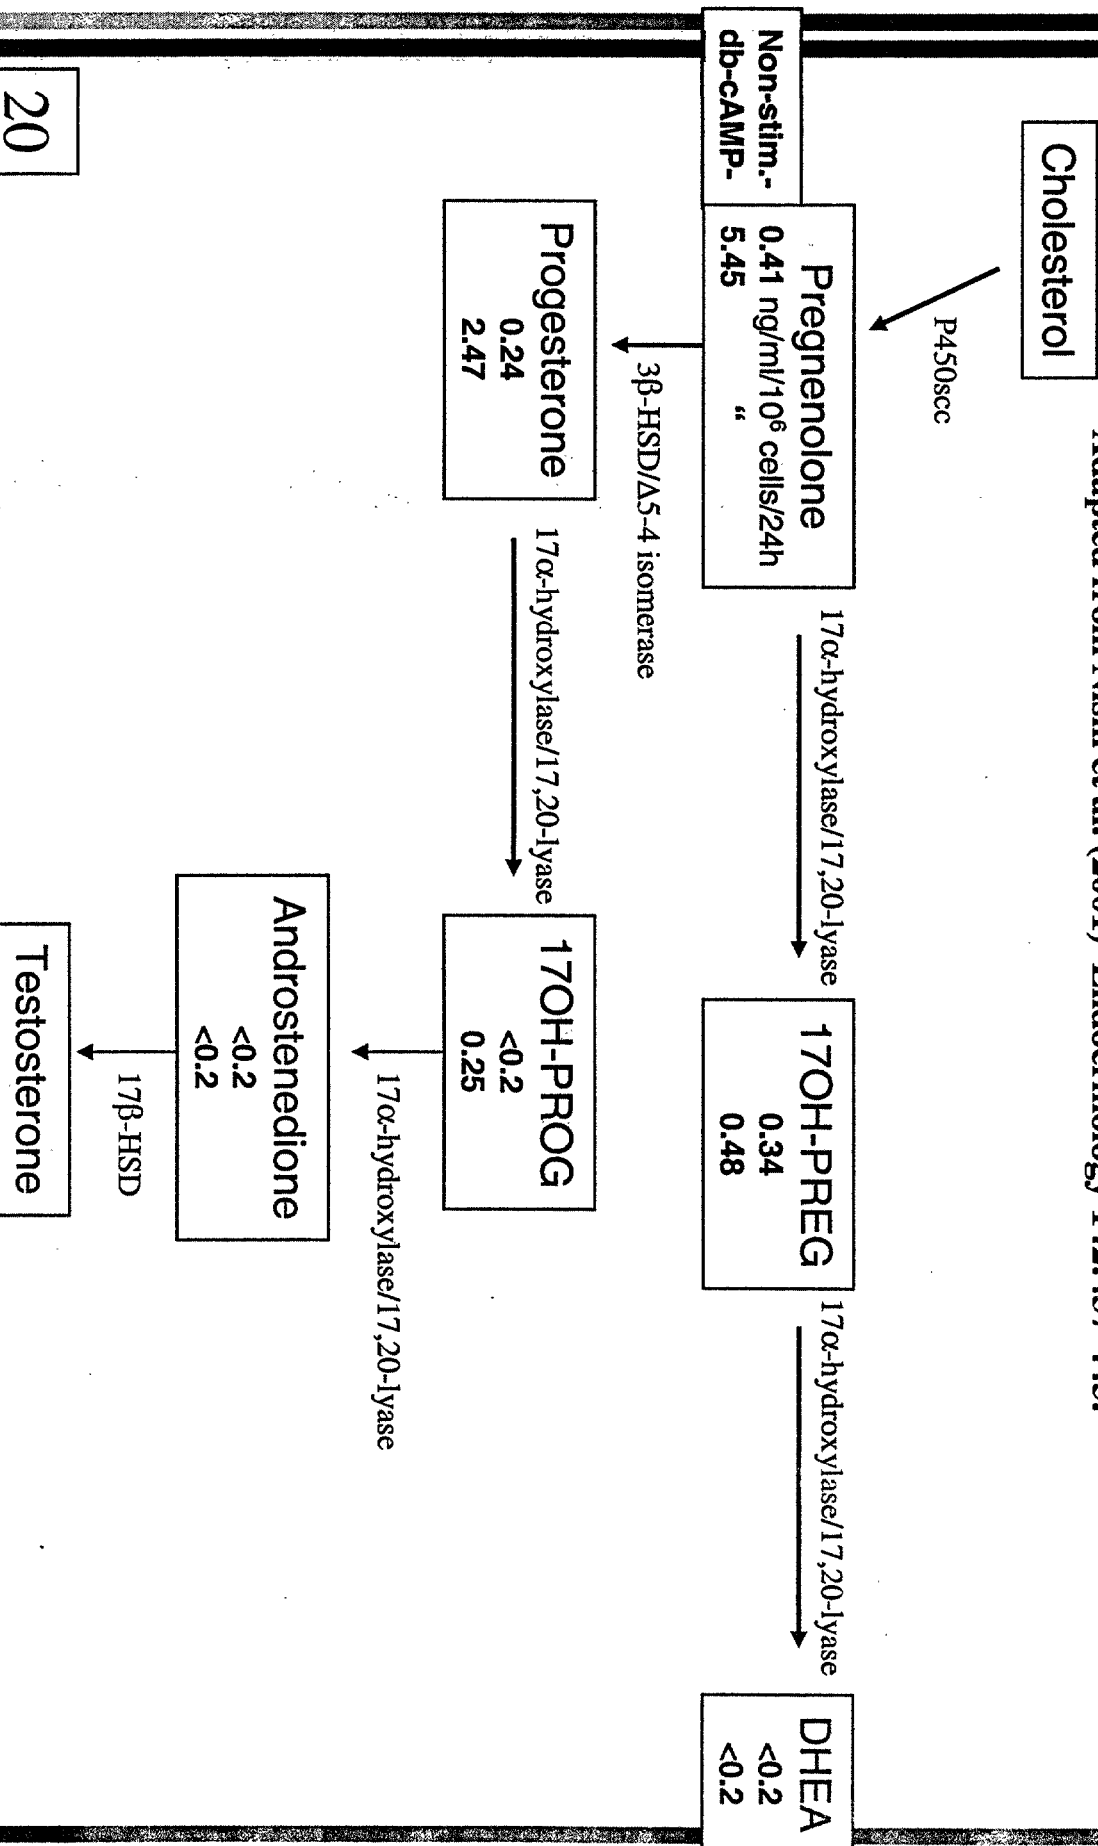 Cholesterol
P450scc
Non-stim.-
db-cAMP-
Pregnenolone
0.41 ng/ml/10⁶ cells/24h
5.45 “
17α-hydroxylase/17,20-lyase
17OH-PREG
0.34
0.48
17α-hydroxylase/17,20-lyase
DHEA
<0.2
<0.2
3β-HSD/Δ5-4 isomerase
Progesterone
0.24
2.47
17α-hydroxylase/17,20-lyase
17OH-PROG
<0.2
0.25
17α-hydroxylase/17,20-lyase
Androstenedione
<0.2
<0.2
17β-HSD
Testosterone
20